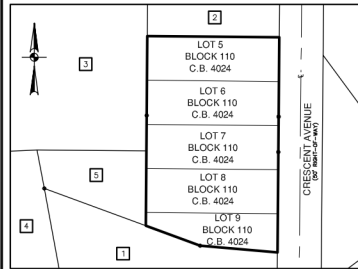 2
LOT 5
BLOCK 110
C.B. 4024
3
LOT 6
BLOCK 110
C.B. 4024
CRESCENT AVENUE
(50' RIGHT-OF-WAY)
LOT 7
BLOCK 110
C.B. 4024
5
LOT 8
BLOCK 110
C.B. 4024
4
LOT 9
BLOCK 110
C.B. 4024
1